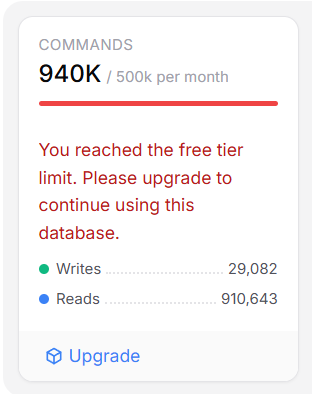 COMMANDS
940K / 500k per month
You reached the free tier
limit. Please upgrade to
continue using this
database.
Writes 29,082
Reads 910,643
Upgrade